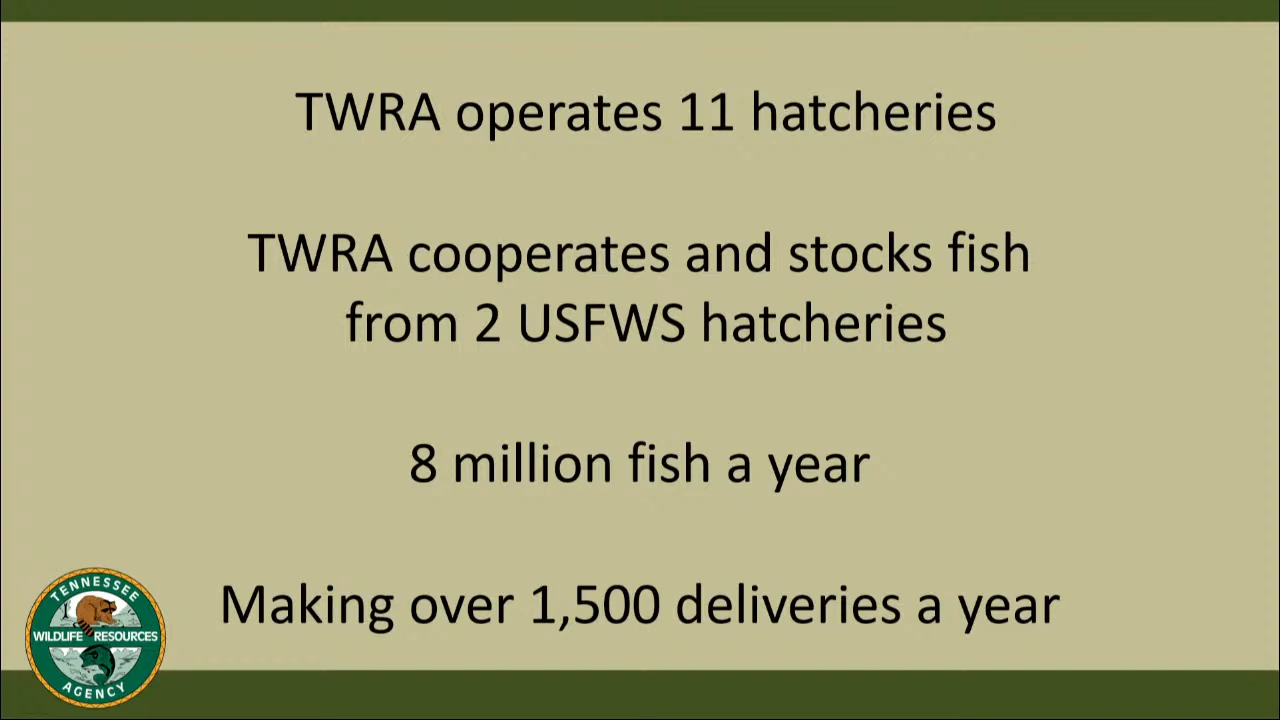 TWRA operates 11 hatcheries
TWRA cooperates and stocks fish
from 2 USFWS hatcheries
8 million fish a year
Making over 1,500 deliveries a year
TENNESSEE
WILDLIFE RESOURCES
AGENCY